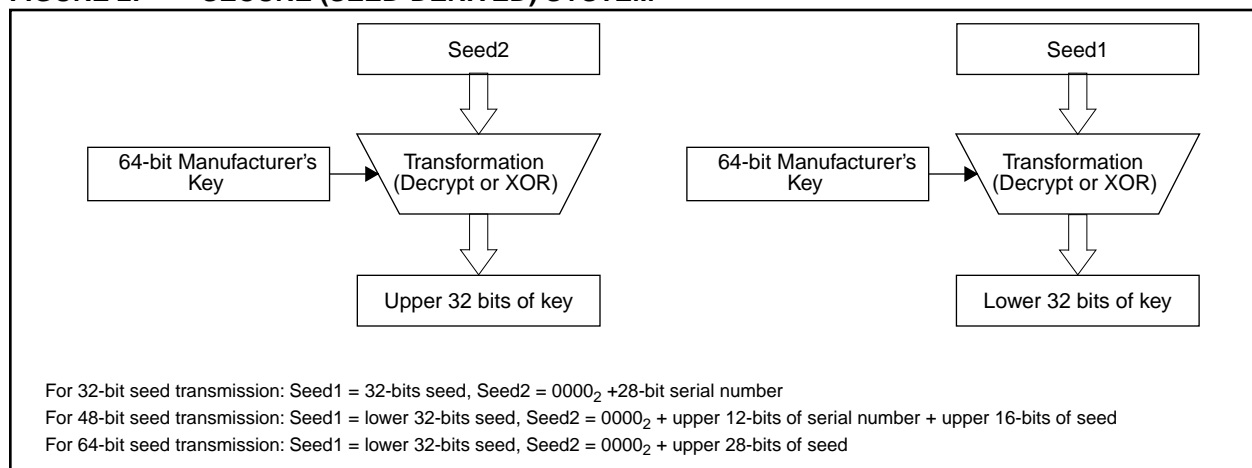 Seed2
Seed1
64-bit Manufacturer's
Key
Transformation
(Decrypt or XOR)
64-bit Manufacturer's
Key
Transformation
(Decrypt or XOR)
Upper 32 bits of key
Lower 32 bits of key
For 32-bit seed transmission: Seed1 = 32-bits seed, Seed2 = 0000₂ +28-bit serial number
For 48-bit seed transmission: Seed1 = lower 32-bits seed, Seed2 = 0000₂ + upper 12-bits of serial number + upper 16-bits of seed
For 64-bit seed transmission: Seed1 = lower 32-bits seed, Seed2 = 0000₂ + upper 28-bits of seed